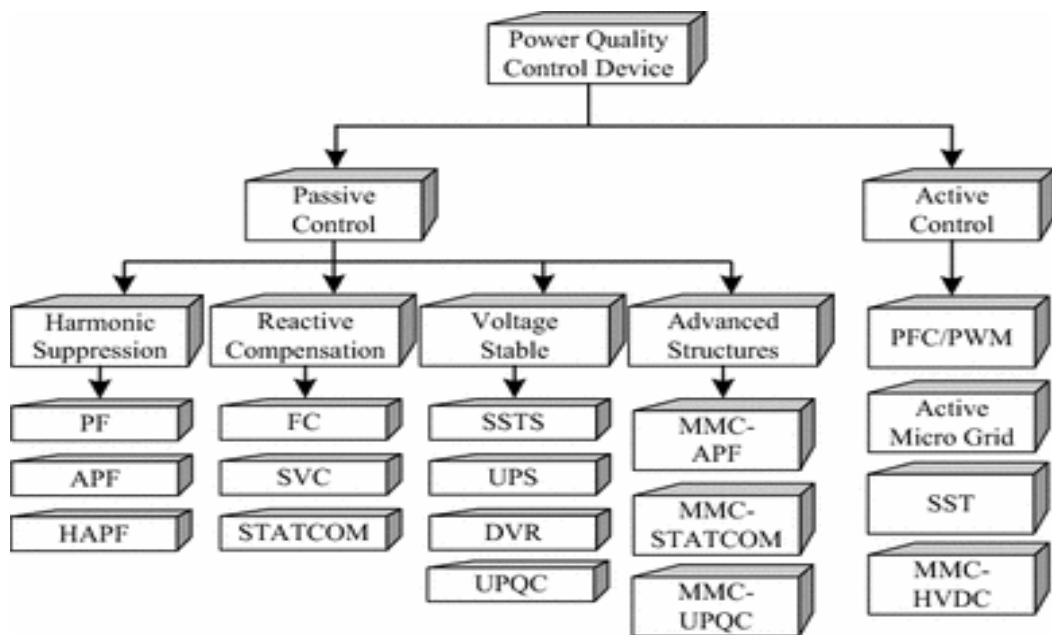 Power Quality
Control Device
Passive
Control
Active
Control
Harmonic
Suppression
Reactive
Compensation
Voltage
Stable
Advanced
Structures
PFC/PWM
PF
FC
SSTS
MMC-
APF
Active
Micro Grid
APF
SVC
UPS
MMC-
STATCOM
SST
HAPF
STATCOM
DVR
UPQC
MMC-
UPQC
MMC-
HVDC